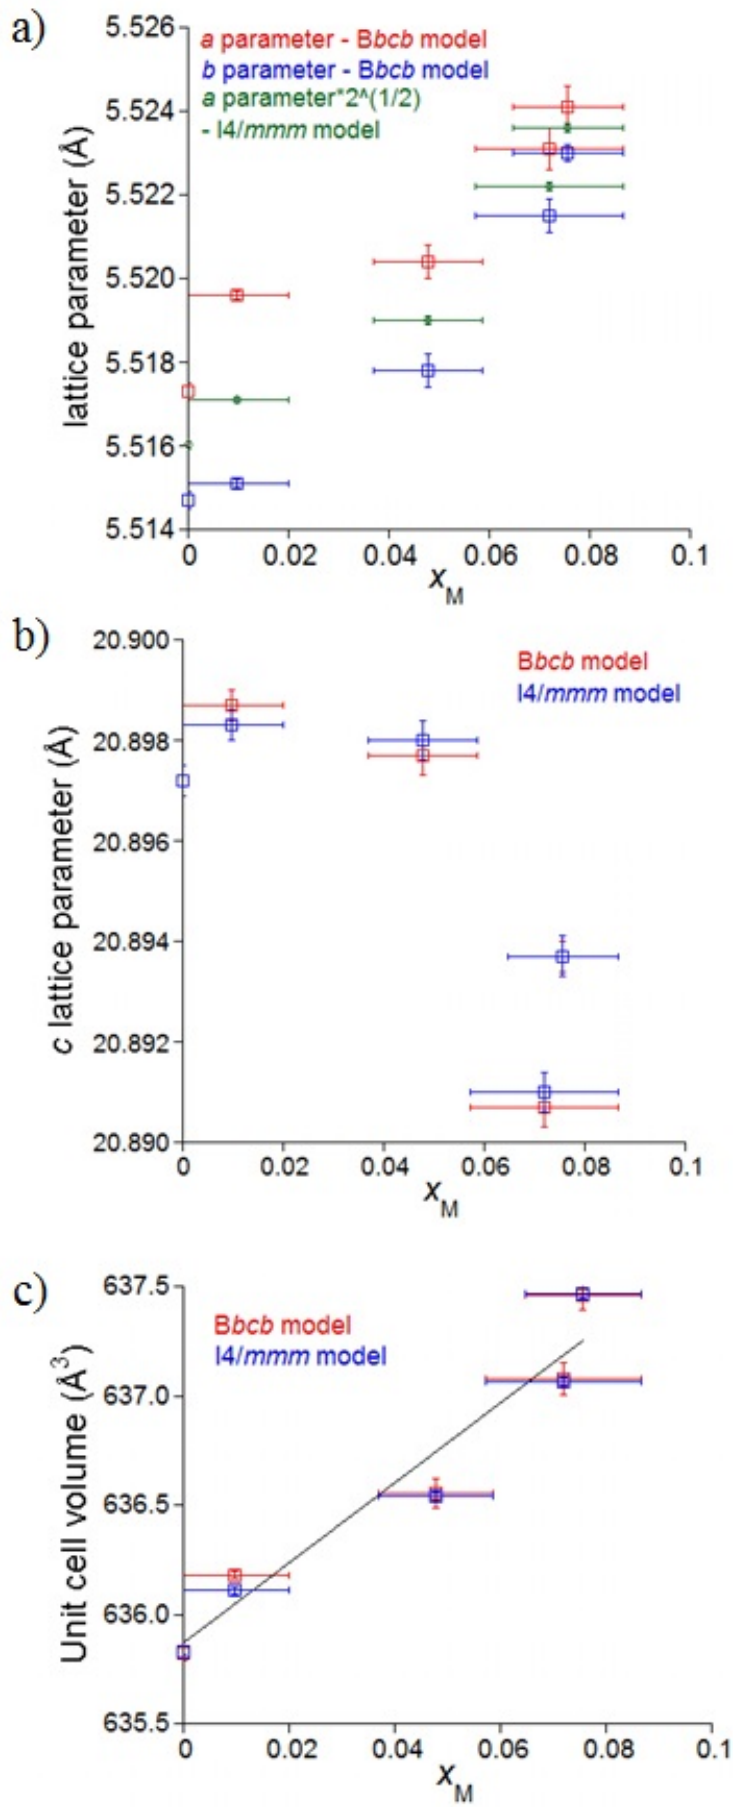 a)
5.526
5.524
5.522
5.520
5.518
5.516
5.514
lattice parameter (Å)
a parameter - Bbcb model
b parameter - Bbcb model
a parameter*2^(1/2)
- I4/mmm model
0 0.02 0.04 0.06 0.08 0.1
xM
b)
20.900
20.898
20.896
20.894
20.892
20.890
c lattice parameter (Å)
Bbcb model
I4/mmm model
0 0.02 0.04 0.06 0.08 0.1
xM
c)
637.5
637.0
636.5
636.0
635.5
Unit cell volume (Å³)
Bbcb model
I4/mmm model
0 0.02 0.04 0.06 0.08 0.1
xM